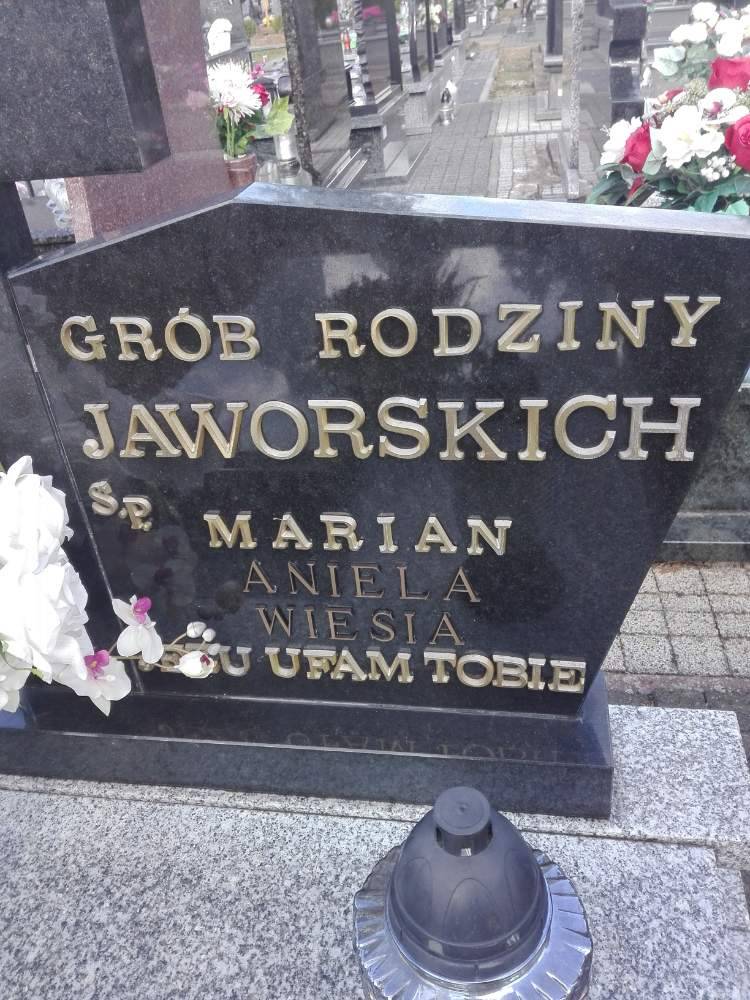 GRÓB RODZINY
JAWORSKICH
Ś.P. MARIAN
ANIELA
WIESIA
UFAM TOBIE